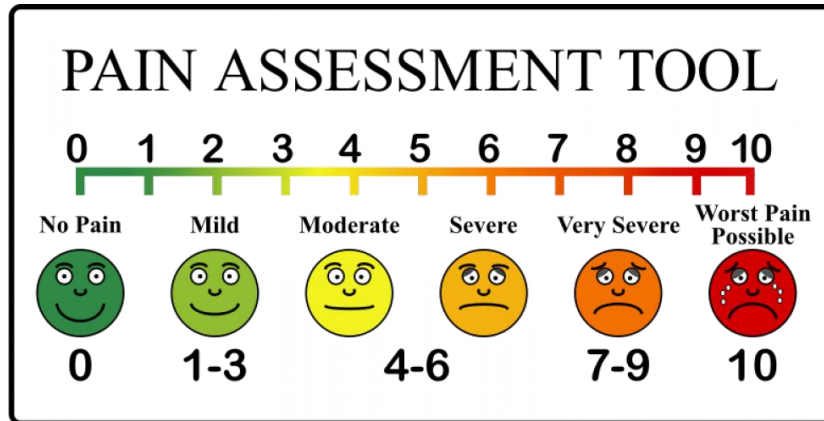 PAIN ASSESSMENT TOOL
0 1 2 3 4 5 6 7 8 9 10
No Pain Mild Moderate Severe Very Severe Worst Pain
Possible
0 1-3 4-6 7-9 10